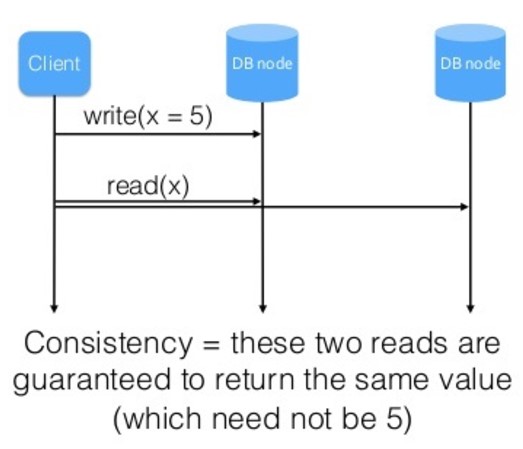 Client
DB node
DB node
write(x = 5)
read(x)
Consistency = these two reads are
guaranteed to return the same value
(which need not be 5)